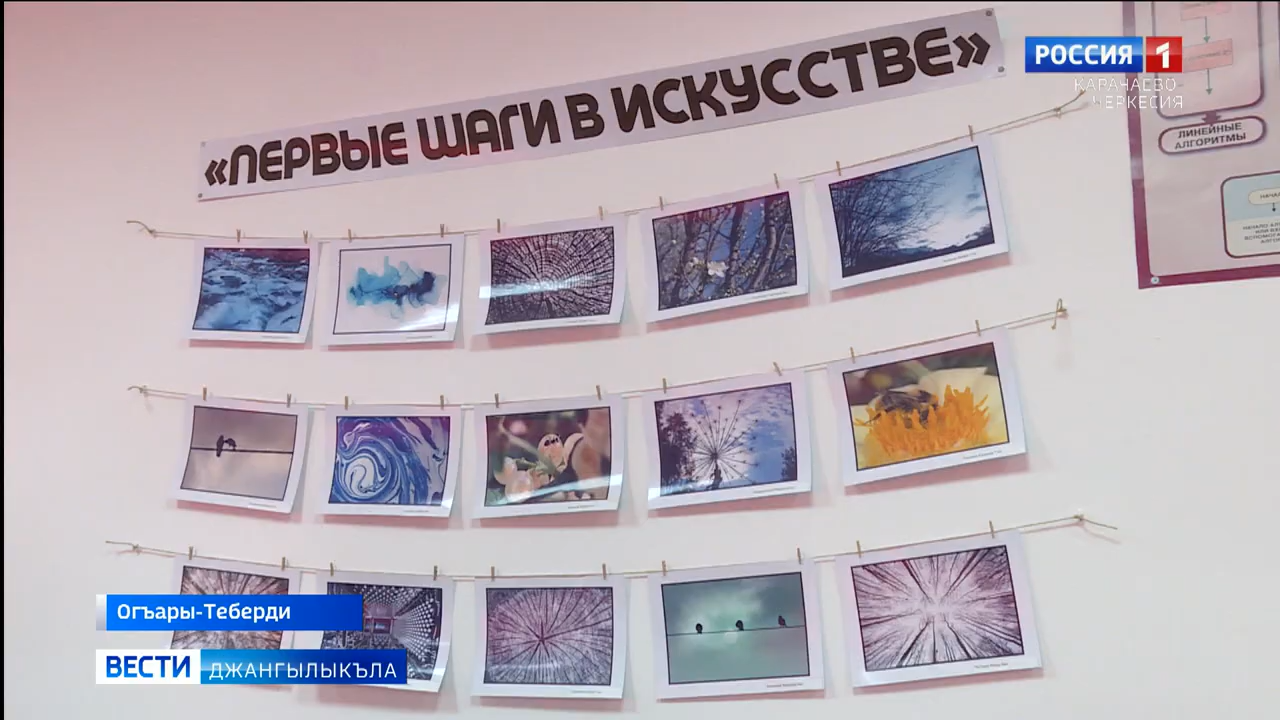 «ПЕРВЫЕ ШАГИ В ИСКУССТВЕ»
РОССИЯ 1
КАРАЧАЕВО
ЧЕРКЕСИЯ
ЛИНЕЙНЫЕ
АЛГОРИТМЫ
Огъары-Теберди
ВЕСТИ ДЖАНГЫЛЫКЪЛА